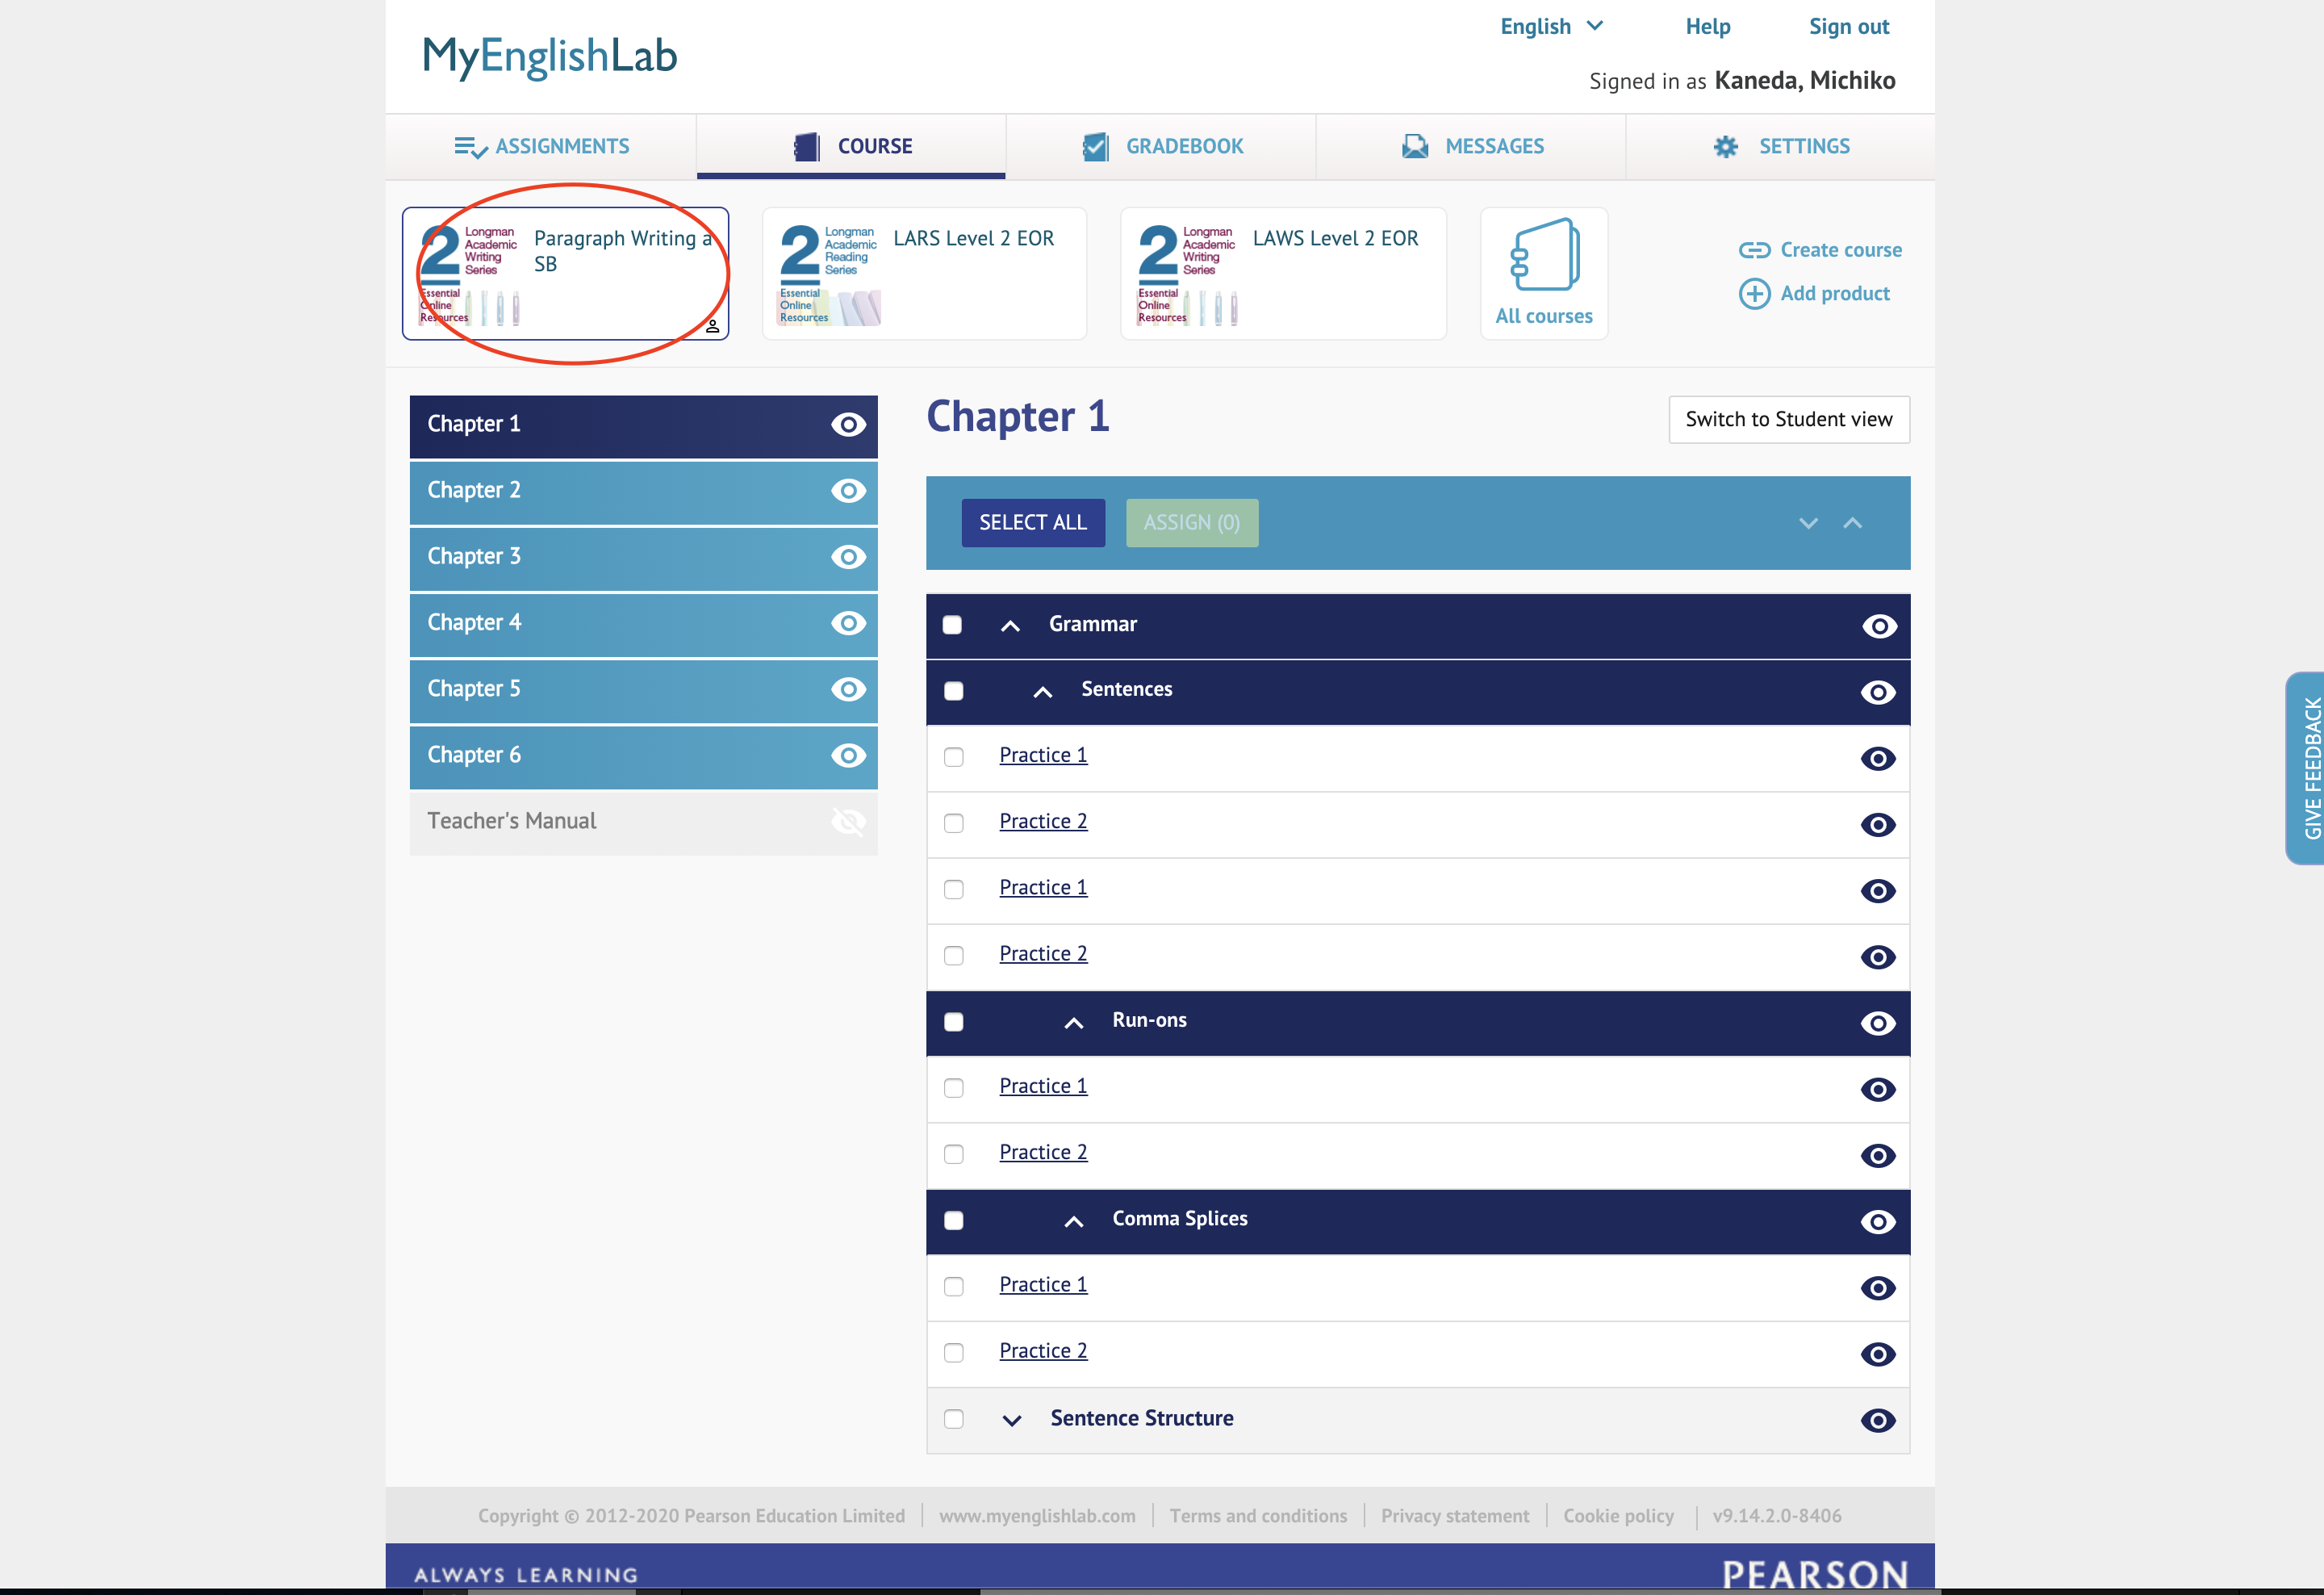 MyEnglishLab
English
Help
Sign out
Signed in as Kaneda, Michiko
ASSIGNMENTS
COURSE
GRADEBOOK
MESSAGES
SETTINGS
2
Longman
Academic
Writing
Series
Essential
Online
Resources
Paragraph Writing a
SB
2
Longman
Academic
Reading
Series
Essential
Online
Resources
LARS Level 2 EOR
2
Longman
Academic
Writing
Series
Essential
Online
Resources
LAWS Level 2 EOR
All courses
Create course
Add product
Chapter 1
Chapter 2
Chapter 3
Chapter 4
Chapter 5
Chapter 6
Teacher's Manual
Chapter 1
Switch to Student view
SELECT ALL
ASSIGN (0)
Grammar
Sentences
Practice 1
Practice 2
Practice 1
Practice 2
Run-ons
Practice 1
Practice 2
Comma Splices
Practice 1
Practice 2
Sentence Structure
GIVE FEEDBACK
Copyright © 2012-2020 Pearson Education Limited
www.myenglishlab.com
Terms and conditions
Privacy statement
Cookie policy
v9.14.2.0-8406
ALWAYS LEARNING
PEARSON